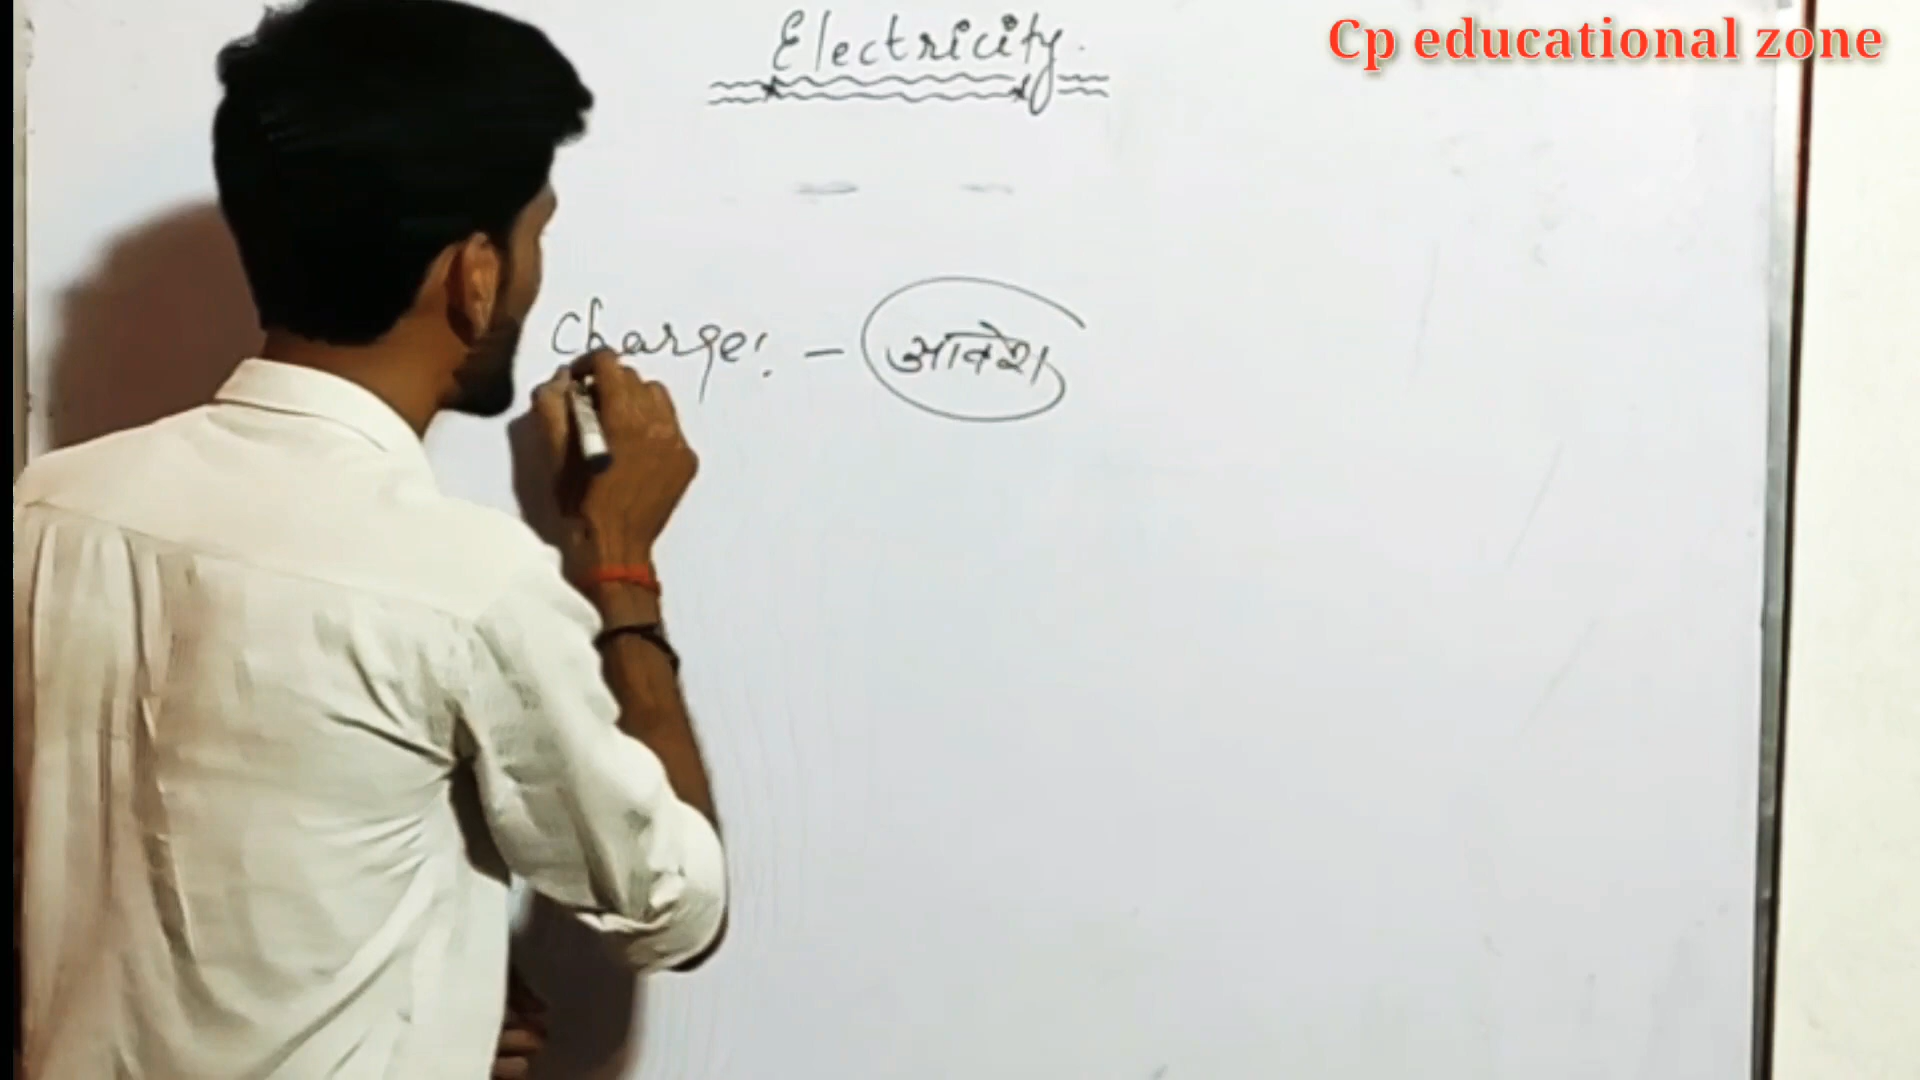 Electricity.
Cp educational zone
Charge: - आवेश